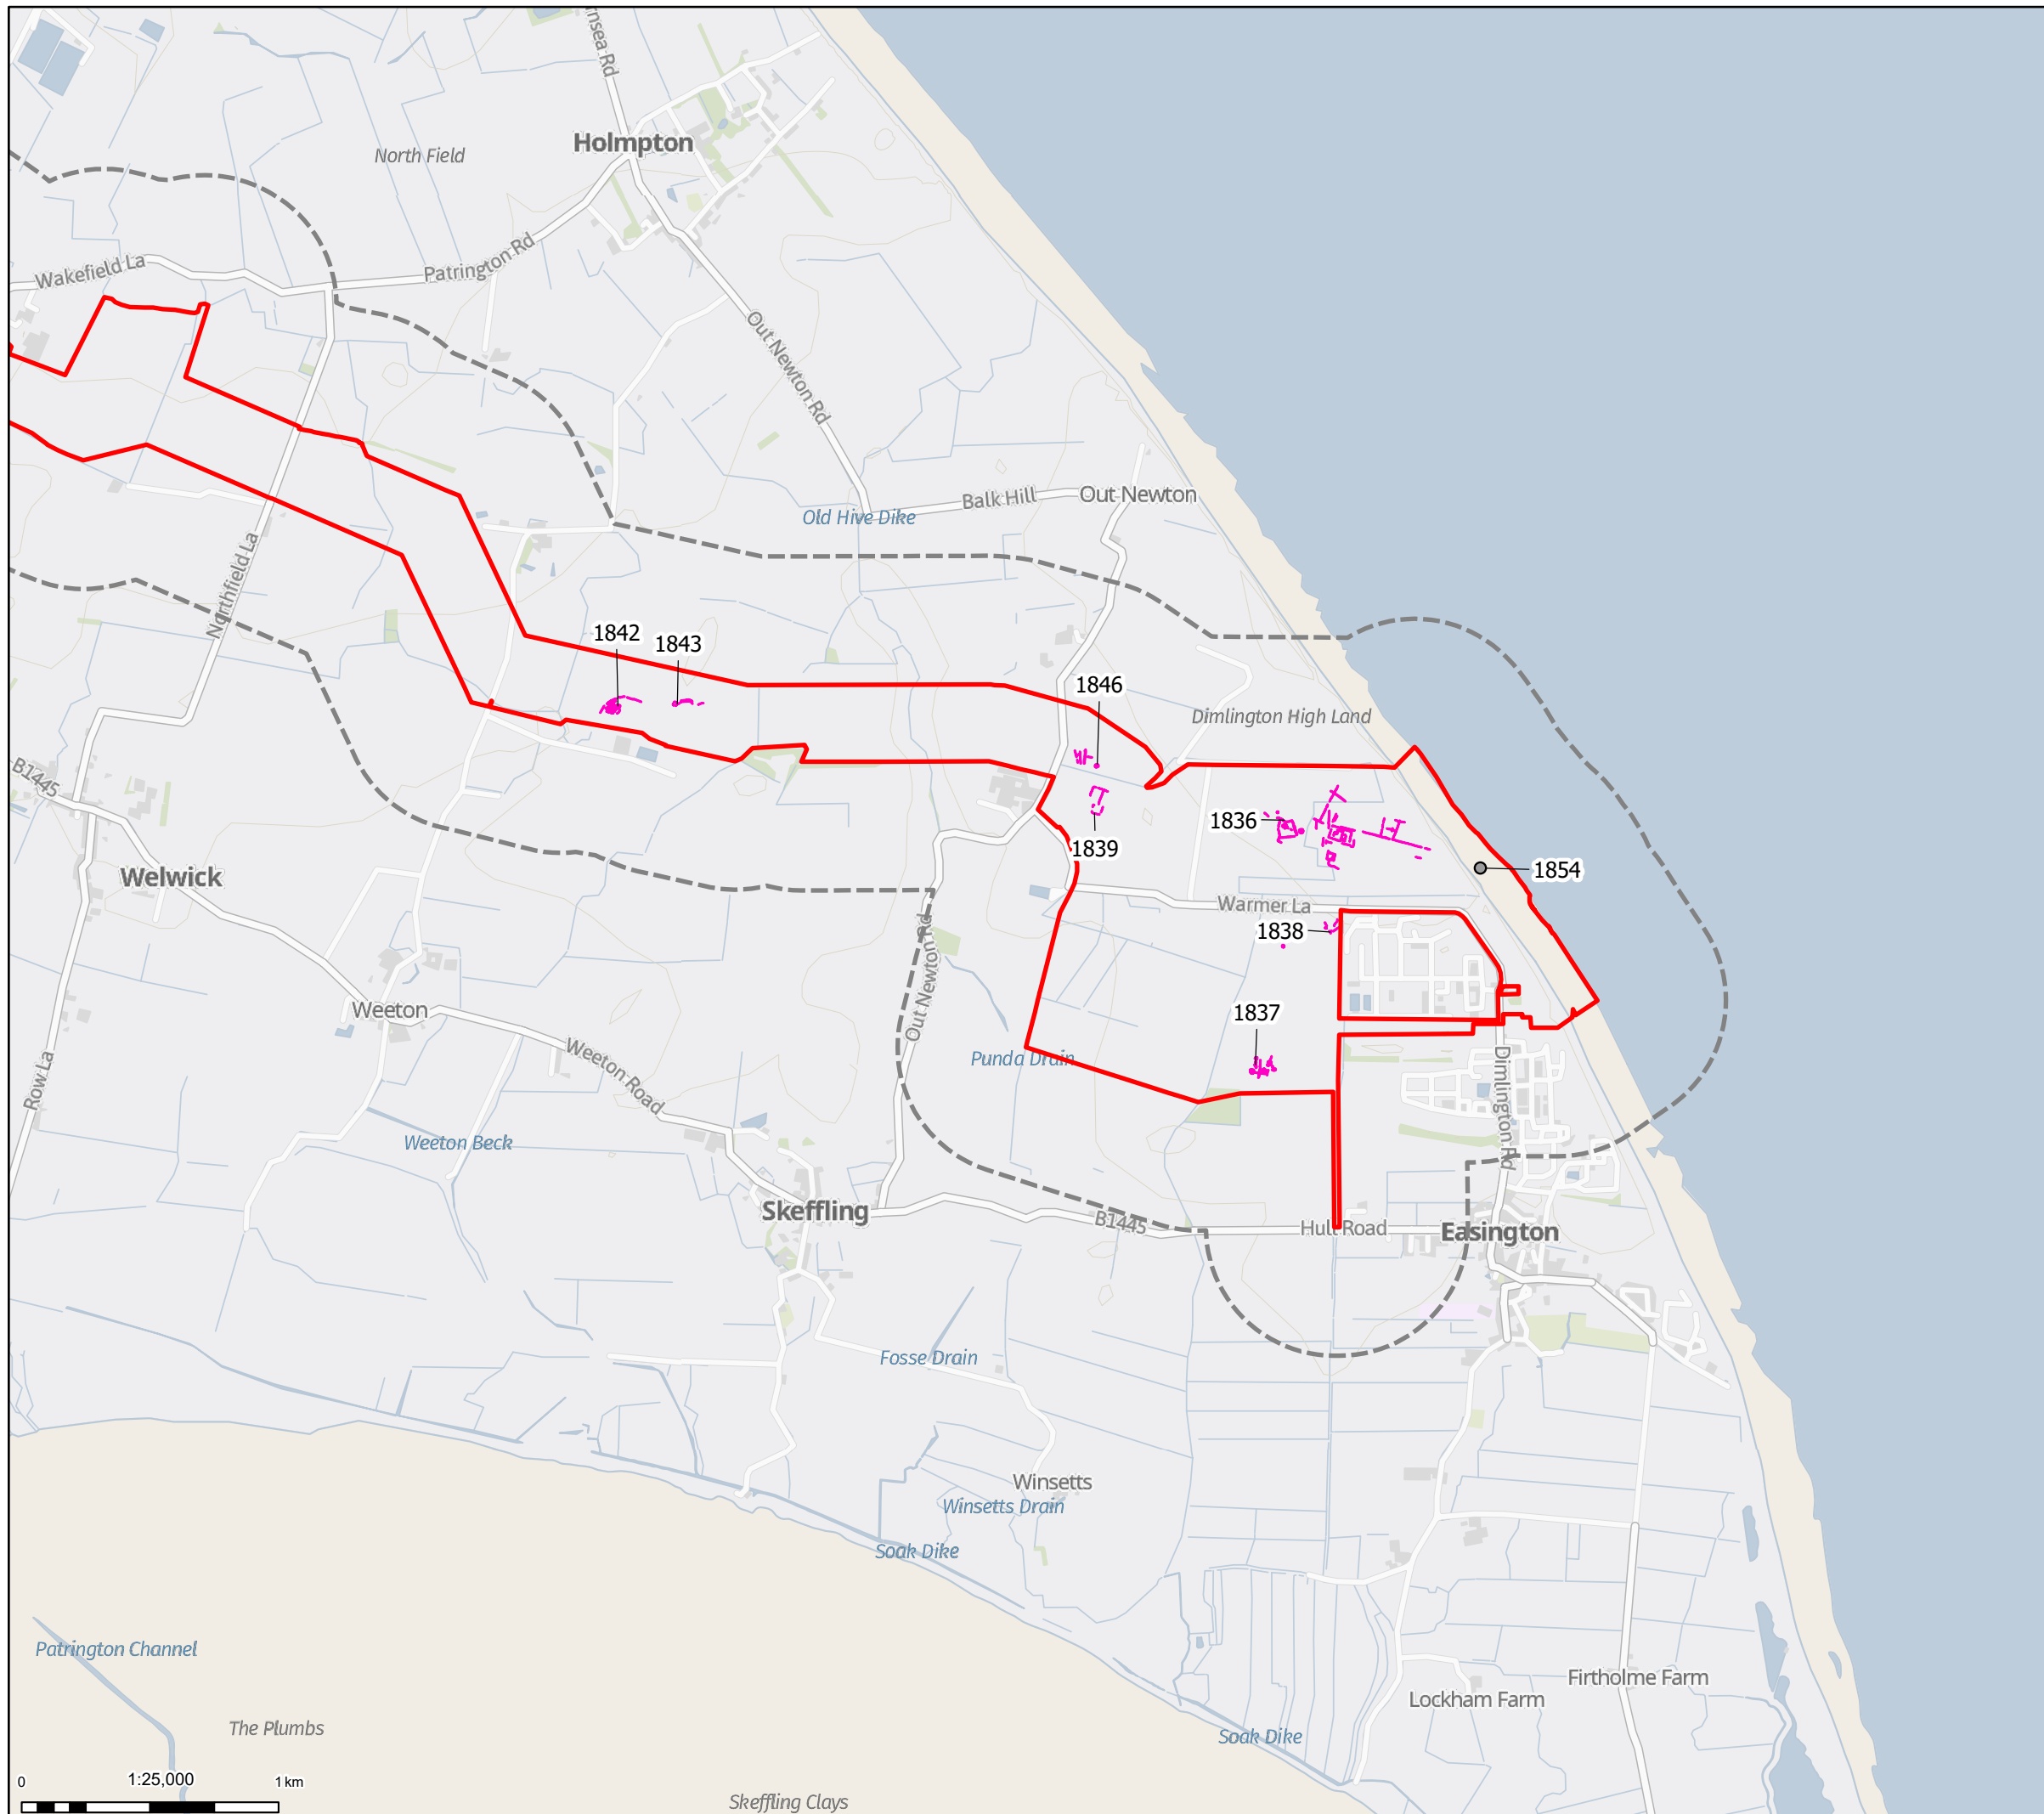 rnsea Rd
Holmpton
North Field
Wakefield La
Patrington Rd
Out Newton Rd
Balk Hill
Out Newton
Old Hive Dike
Northfield La
1842
1843
1846
Dimlington High Land
B1445
1836
1839
1854
Welwick
Warmer La
1838
Out Newton Rd
Weeton
1837
Weeton Road
Punda Drain
Row La
Dimlington Rd
Weeton Beck
Skeffling
B1445
Hull Road
Easington
Fosse Drain
Winsetts
Winsetts Drain
Soak Dike
Patrington Channel
Firtholme Farm
Lockham Farm
The Plumbs
Soak Dike
0
1:25,000
1 km
Skeffling Clays